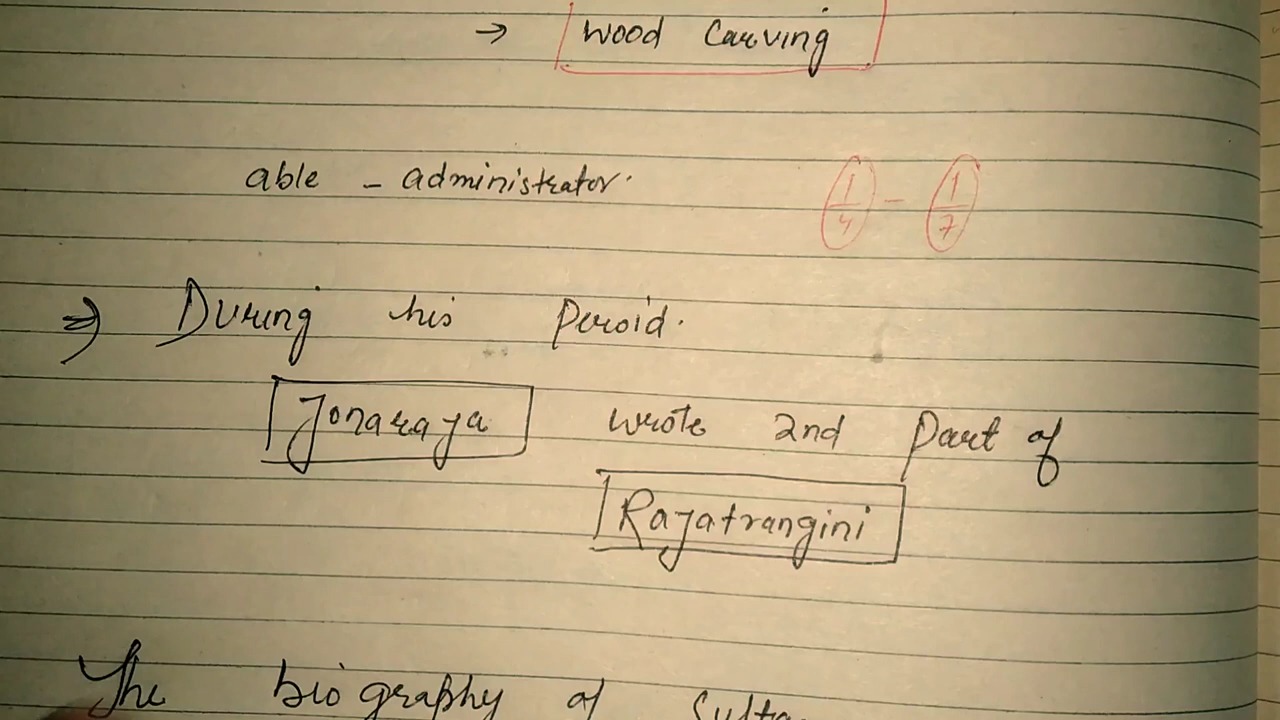 → Wood Carving
able - administrator.
1/4 - 1/7
⇒ During his Peroid.
Jonaraja wrote 2nd Part of
Rajatrangini
The biography of